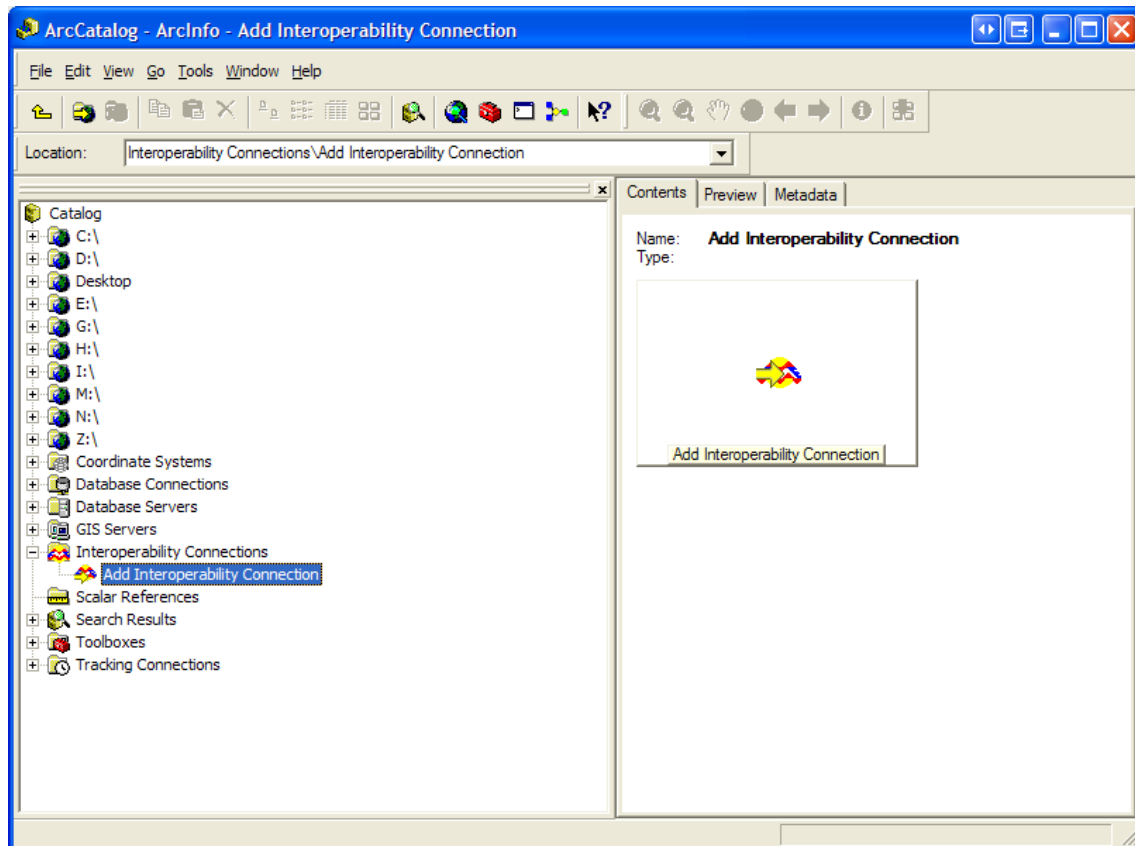 ArcCatalog - ArcInfo - Add Interoperability Connection
File Edit View Go Tools Window Help
Location: Interoperability Connections\Add Interoperability Connection
Contents Preview Metadata
Catalog
C:\
D:\
Desktop
E:\
G:\
H:\
I:\
M:\
N:\
Z:\
Coordinate Systems
Database Connections
Database Servers
GIS Servers
Interoperability Connections
Add Interoperability Connection
Scalar References
Search Results
Toolboxes
Tracking Connections
Name: Add Interoperability Connection
Type:
Add Interoperability Connection